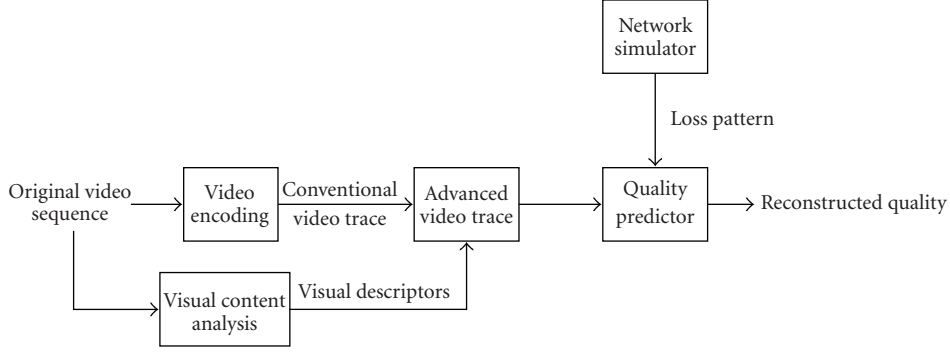 Network
simulator
Loss pattern
Original video
sequence
Video
encoding
Conventional
video trace
Advanced
video trace
Quality
predictor
Reconstructed quality
Visual content
analysis
Visual descriptors